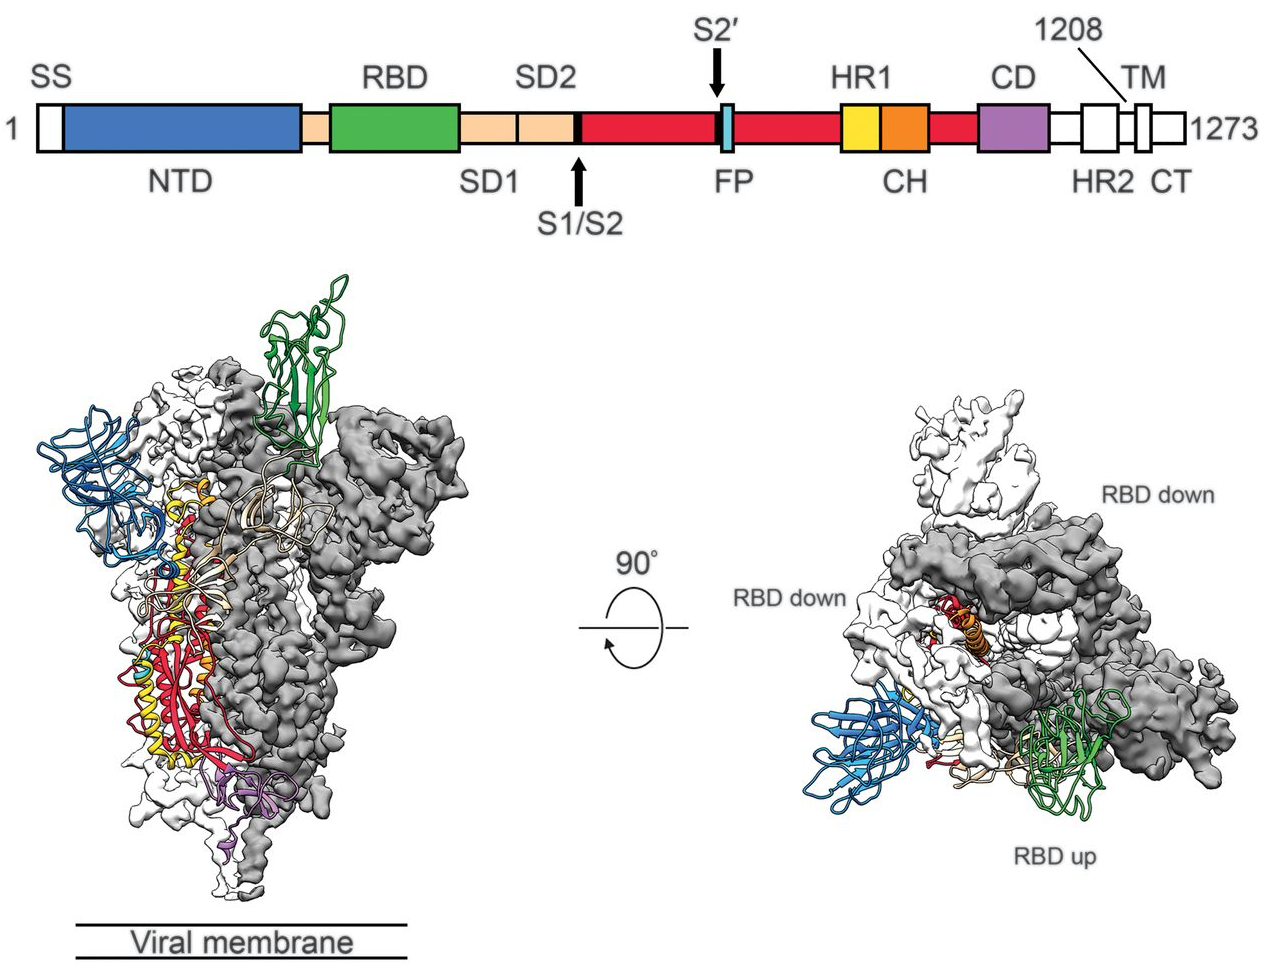 S2′
1208
SS
RBD
SD2
HR1
CD
TM
1
1273
NTD
SD1
FP
CH
HR2
CT
S1/S2
RBD down
90°
RBD down
RBD up
Viral membrane